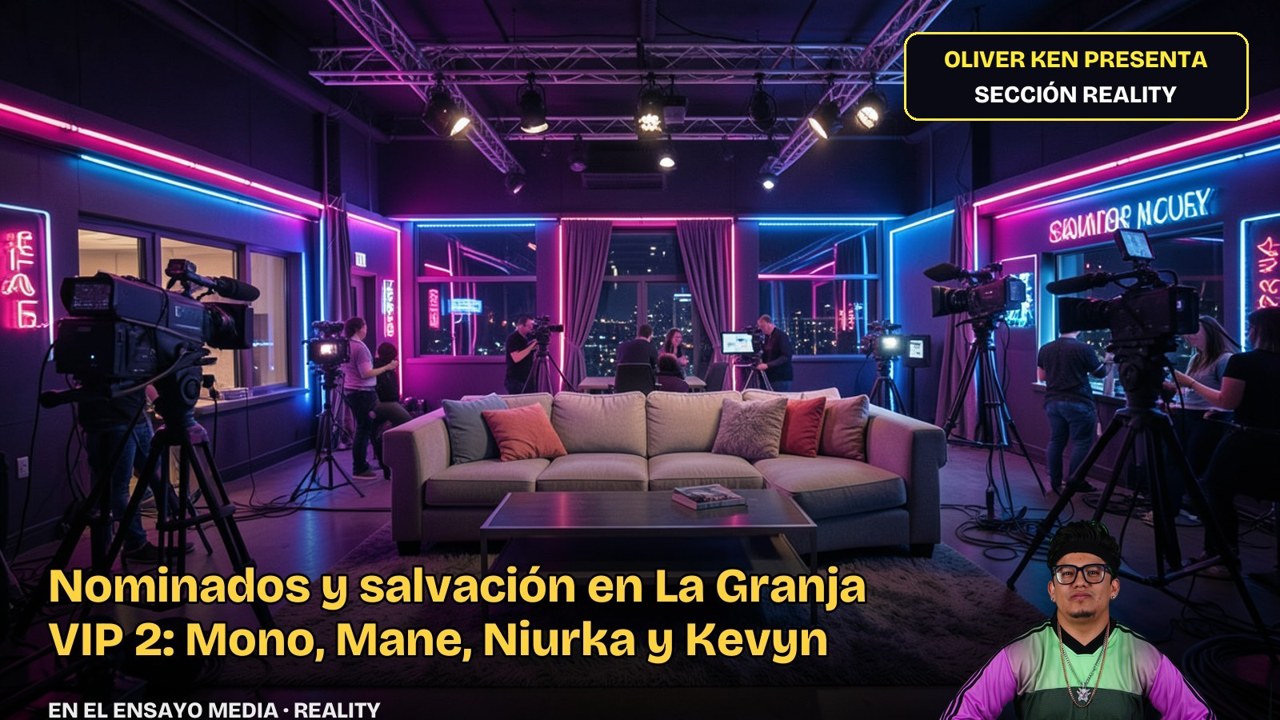 OLIVER KEN PRESENTA
SECCIÓN REALITY
Nominados y salvación en La Granja
VIP 2: Mono, Mane, Niurka y Kevyn
EN EL ENSAYO MEDIA · REALITY